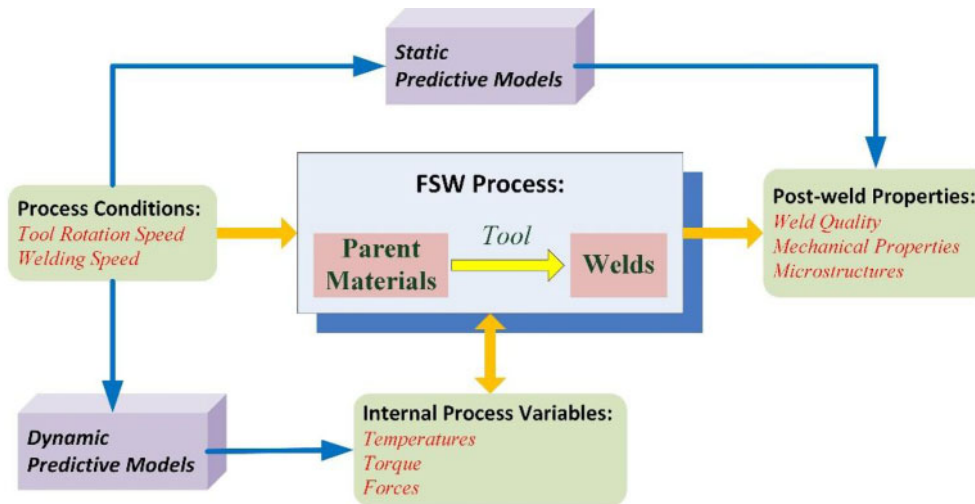 Static
Predictive Models
FSW Process:
Parent
Materials
Tool
Welds
Process Conditions:
Tool Rotation Speed
Welding Speed
Post-weld Properties:
Weld Quality
Mechanical Properties
Microstructures
Dynamic
Predictive Models
Internal Process Variables:
Temperatures
Torque
Forces